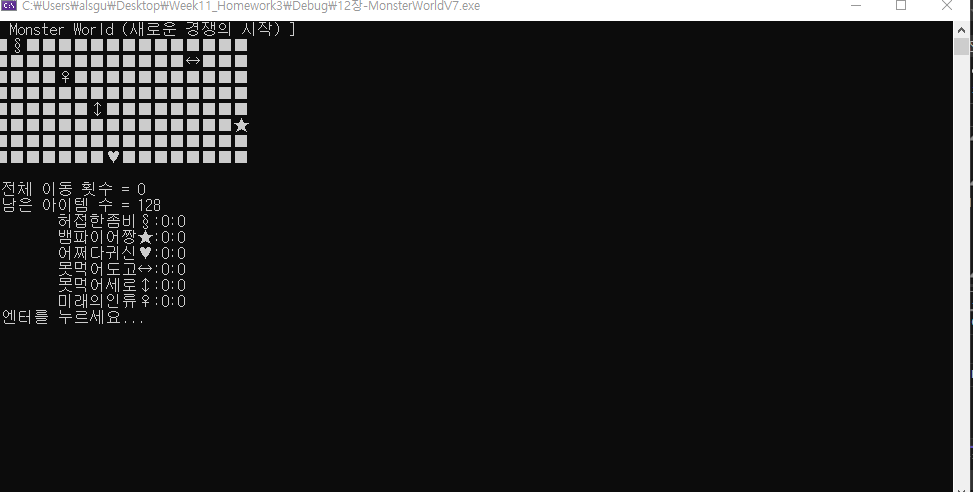 C:\Users\alsgu\Desktop\Week11_Homework3\Debug\12장-MonsterWorldV7.exe
Monster World (새로운 경쟁의 시작) ]
■§■■■■■■■■■■■■■■
■■■■■■■■■■■■↔■■■
■■■■♀■■■■■■■■■■■
■■■■■■■■■■■■■■■■
■■■■■■↕■■■■■■■■■
■■■■■■■■■■■■■■■★
■■■■■■■■■■■■■■■■
■■■■■■■♥■■■■■■■■
전체 이동 횟수 = 0
남은 아이템 수 = 128
허접한좀비§:0:0
뱀파이어짱★:0:0
어쩌다귀신♥:0:0
못먹어도고↔:0:0
못먹어세로↕:0:0
미래의인류♀:0:0
엔터를 누르세요...